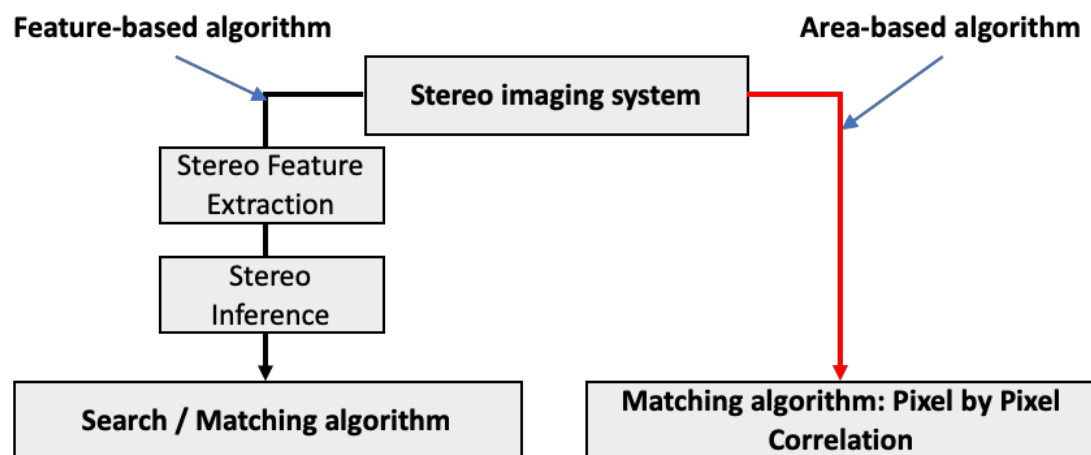 Feature-based algorithm
Area-based algorithm
Stereo imaging system
Stereo Feature
Extraction
Stereo
Inference
Search / Matching algorithm
Matching algorithm: Pixel by Pixel
Correlation